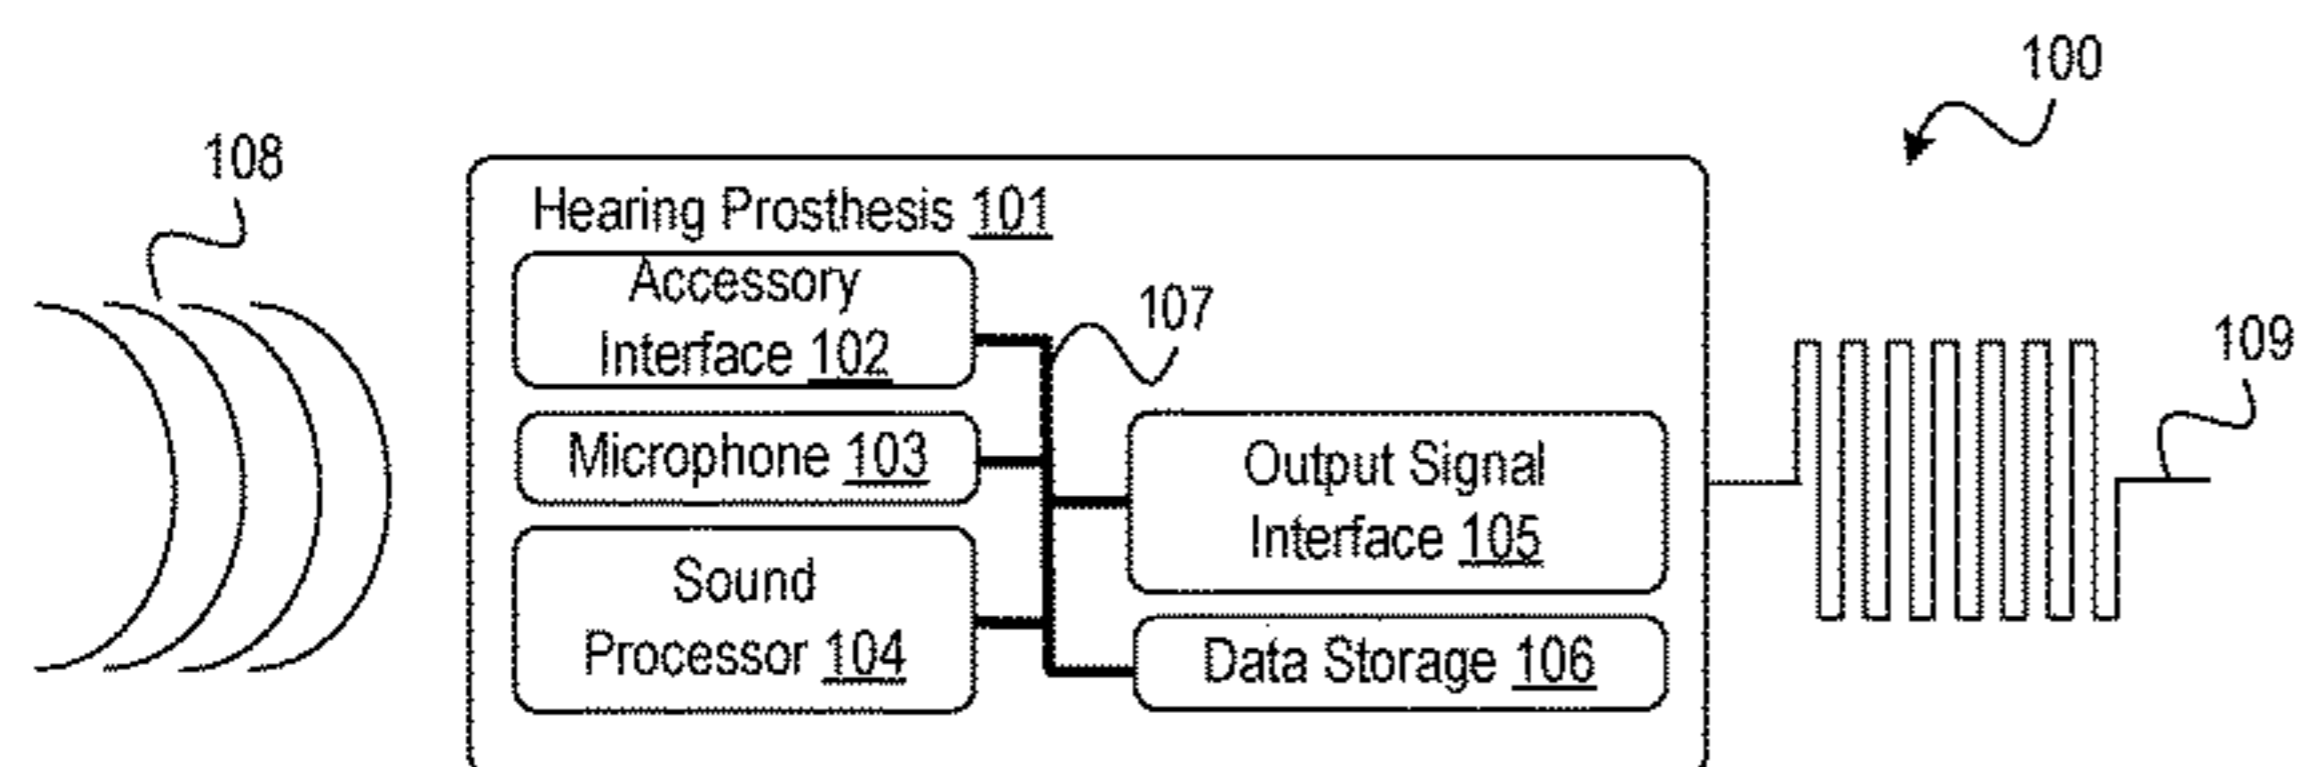 100
108
Hearing Prosthesis 101
Accessory
Interface 102
107
109
Microphone 103
Output Signal
Interface 105
Sound
Processor 104
Data Storage 106